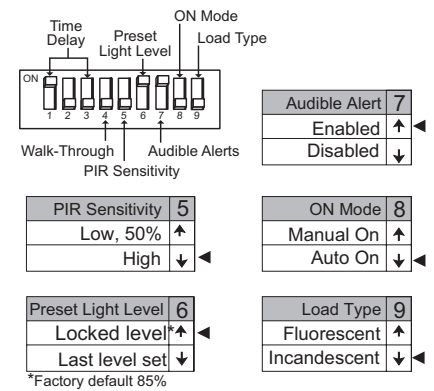 ON Mode
Time Delay
Preset Light Level
Load Type
ON
1 2 3 4 5 6 7 8 9
Walk-Through
Audible Alerts
PIR Sensitivity
Audible Alert 7
Enabled ↑ ◄
Disabled ↓
PIR Sensitivity 5
Low, 50% ↑
High ↓ ◄
ON Mode 8
Manual On ↑
Auto On ↓ ◄
Preset Light Level 6
Locked level* ↑ ◄
Last level set ↓
*Factory default 85%
Load Type 9
Fluorescent ↑
Incandescent ↓ ◄